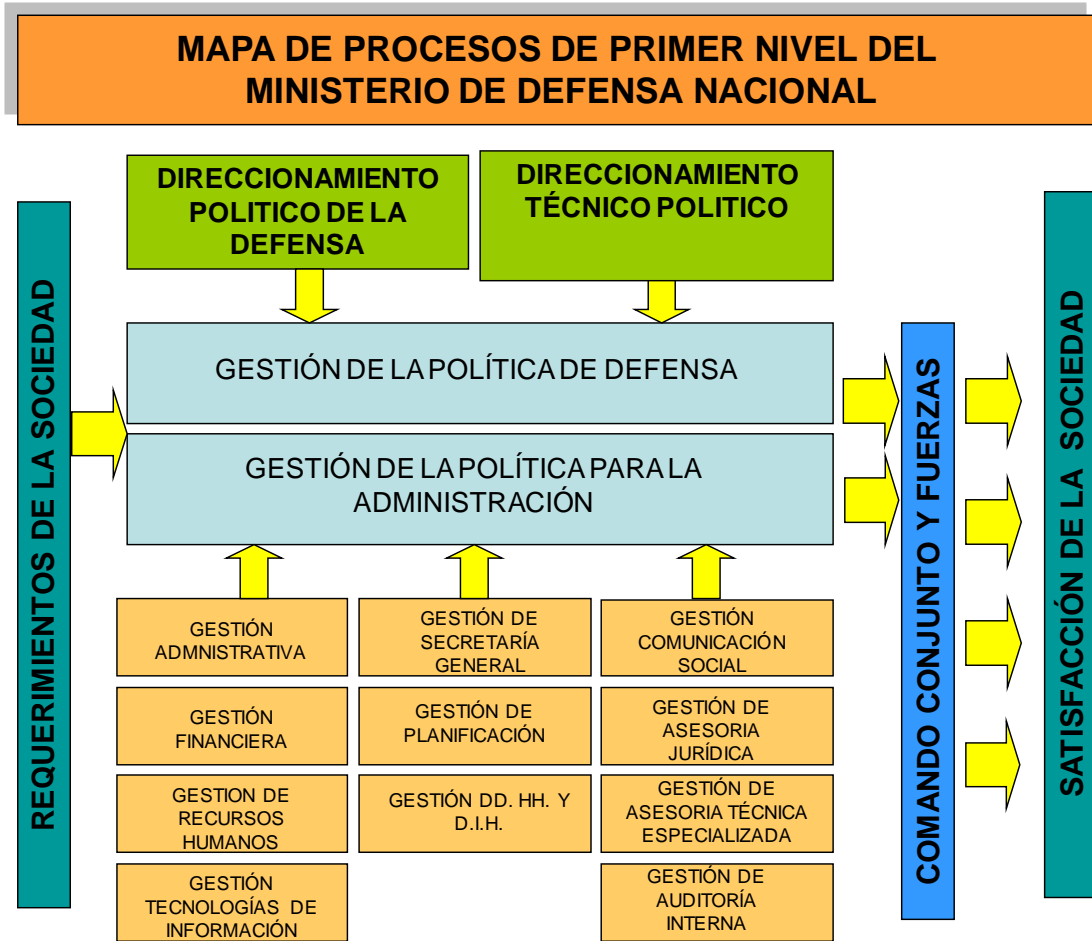 MAPA DE PROCESOS DE PRIMER NIVEL DEL
MINISTERIO DE DEFENSA NACIONAL
DIRECCIONAMIENTO
POLITICO DE LA
DEFENSA
DIRECCIONAMIENTO
TÉCNICO POLITICO
REQUERIMIENTOS DE LA SOCIEDAD
GESTIÓN DE LA POLÍTICA DE DEFENSA
GESTIÓN DE LA POLÍTICA PARA LA
ADMINISTRACIÓN
GESTIÓN
ADMNISTRATIVA
GESTIÓN
FINANCIERA
GESTION DE
RECURSOS
HUMANOS
GESTIÓN
TECNOLOGÍAS DE
INFORMACIÓN
GESTIÓN DE
SECRETARÍA
GENERAL
GESTIÓN DE
PLANIFICACIÓN
GESTIÓN DD. HH. Y
D.I.H.
GESTIÓN
COMUNICACIÓN
SOCIAL
GESTIÓN DE
ASESORIA
JURÍDICA
GESTIÓN DE
ASESORIA TÉCNICA
ESPECIALIZADA
GESTIÓN DE
AUDITORÍA
INTERNA
COMANDO CONJUNTO Y FUERZAS
SATISFACCIÓN DE LA SOCIEDAD